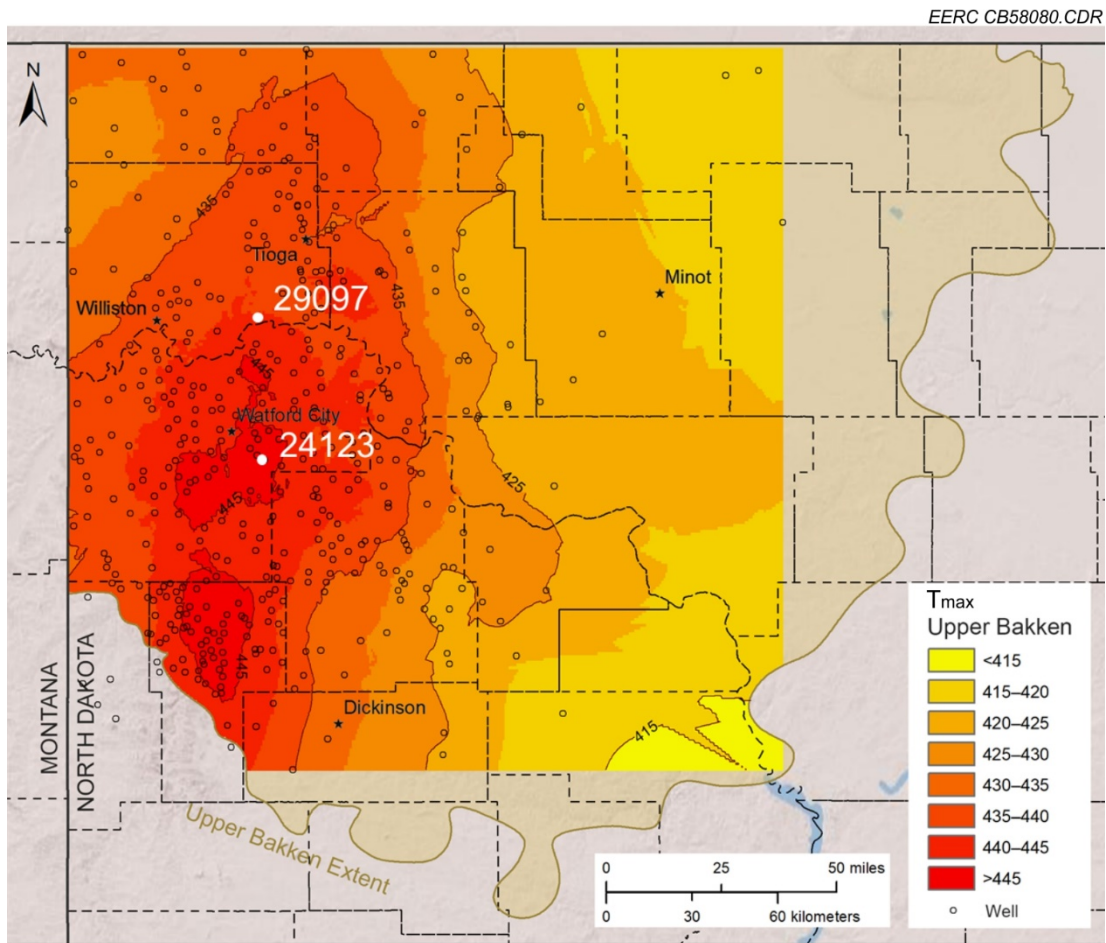 EERC CB58080.CDR
N
435
Tioga
435
Minot
29097
Williston
445
Watford City
24123
445
425
445
Dickinson
415
MONTANA
NORTH DAKOTA
Upper Bakken Extent
Tmax
Upper Bakken
<415
415–420
420–425
425–430
430–435
435–440
440–445
>445
Well
0 25 50 miles
0 30 60 kilometers